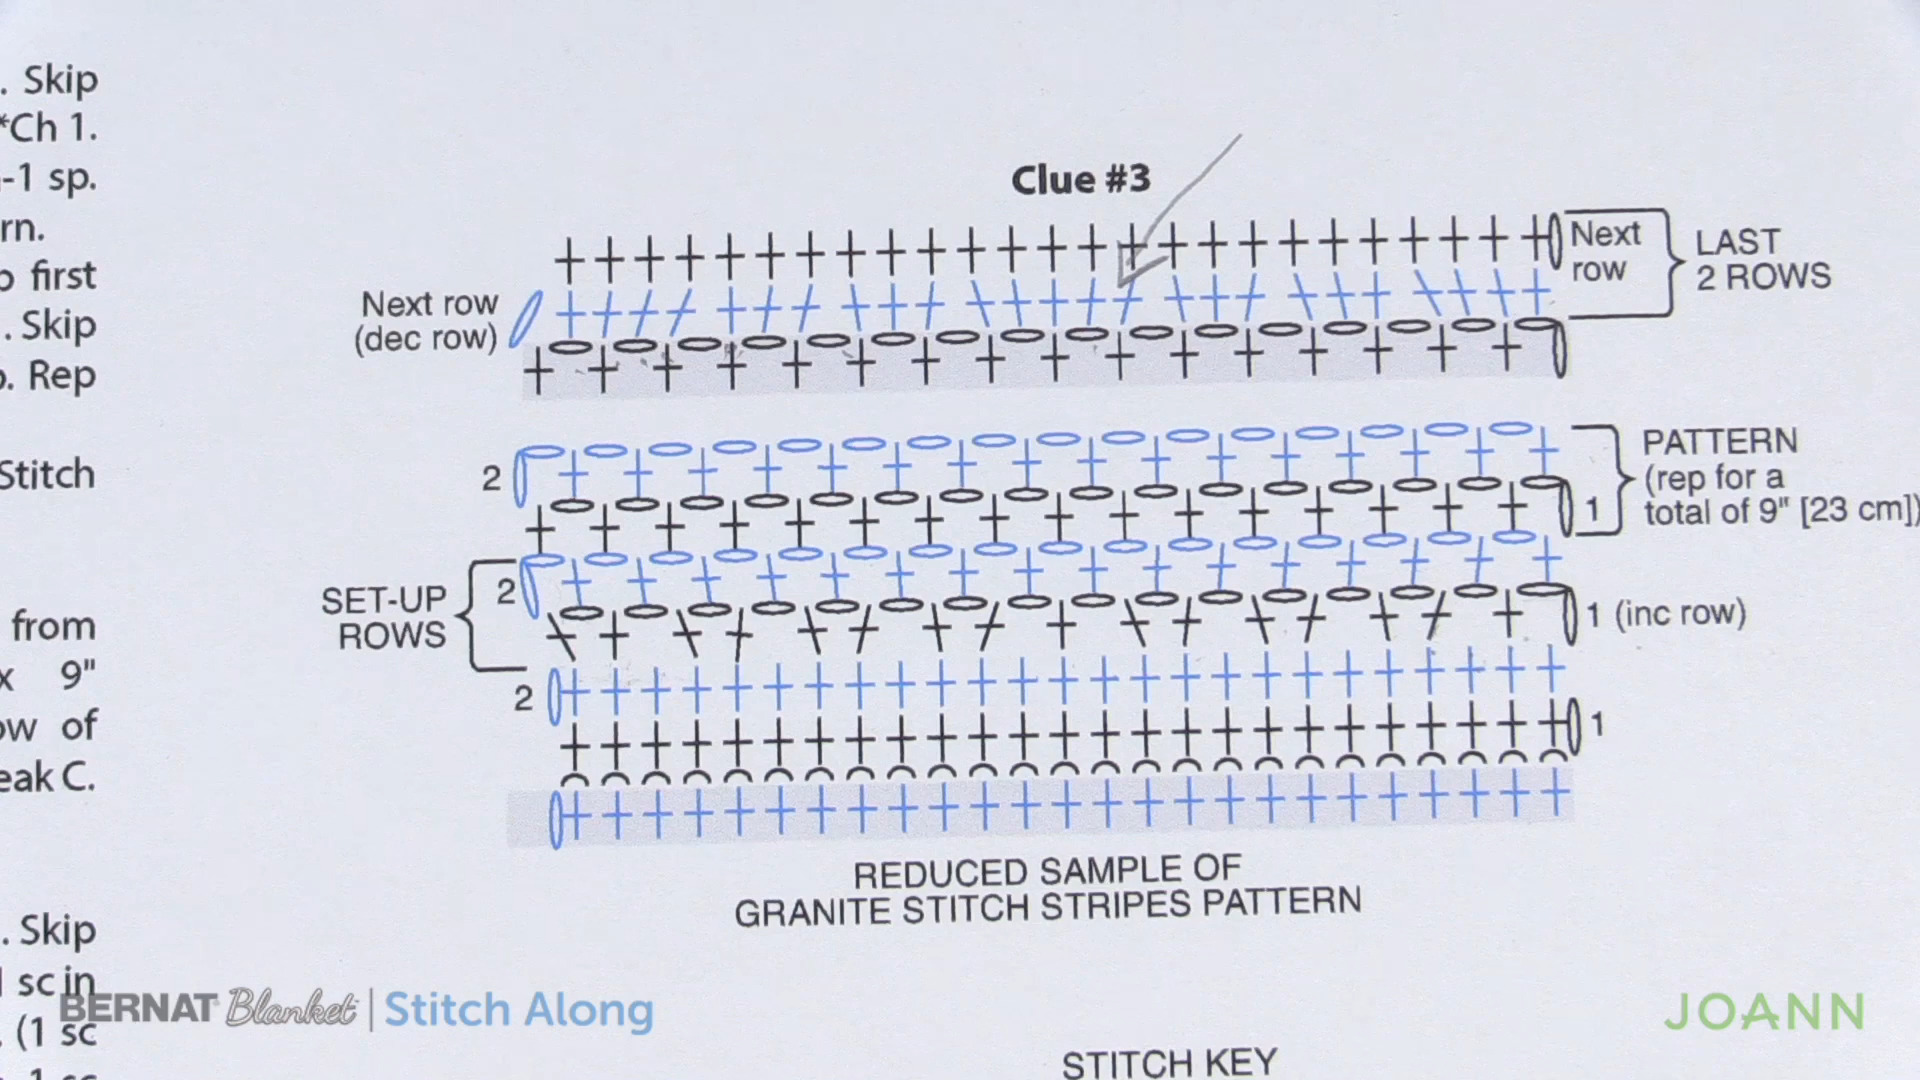 . Skip
*Ch 1.
-1 sp.
rn.
first
. Skip
. Rep
Stitch
from
x 9"
ow of
eak C.
. Skip
sc in
. (1 sc
Clue #3
Next row
(dec row)
Next
row
LAST
2 ROWS
2
PATTERN
(rep for a
total of 9" [23 cm])
1
SET-UP
ROWS
2
1 (inc row)
2
1
REDUCED SAMPLE OF
GRANITE STITCH STRIPES PATTERN
STITCH KEY
BERNAT Blanket | Stitch Along
JOANN